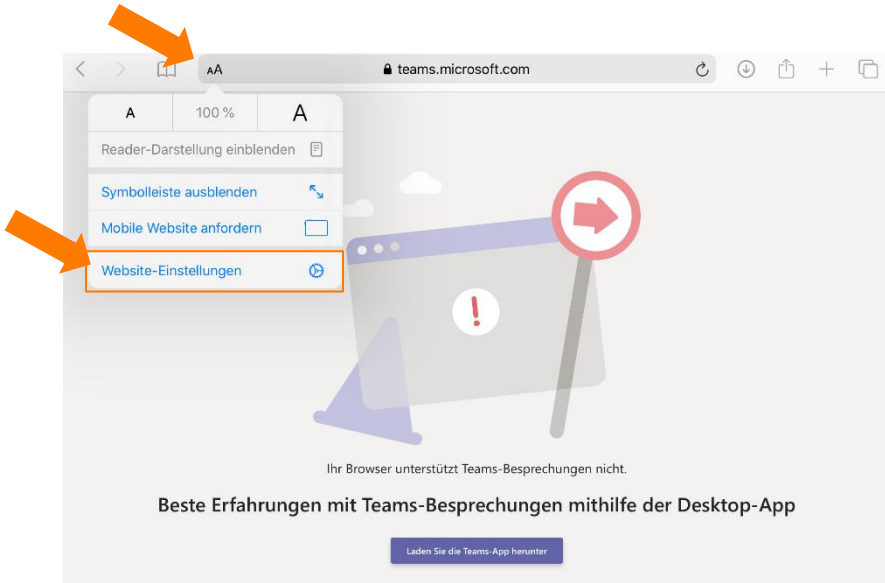 AA
teams.microsoft.com
A 100 % A
Reader-Darstellung einblenden
Symbolleiste ausblenden
Mobile Website anfordern
Website-Einstellungen
!
Ihr Browser unterstützt Teams-Besprechungen nicht.
Beste Erfahrungen mit Teams-Besprechungen mithilfe der Desktop-App
Laden Sie die Teams-App herunter